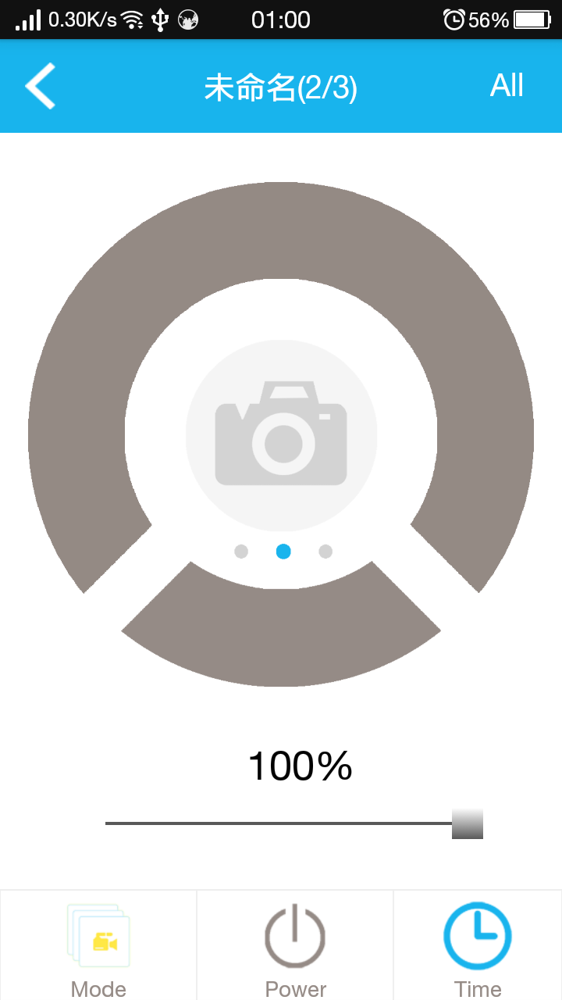 0.30K/s 01:00 56%
未命名(2/3) All
100%
Mode Power Time